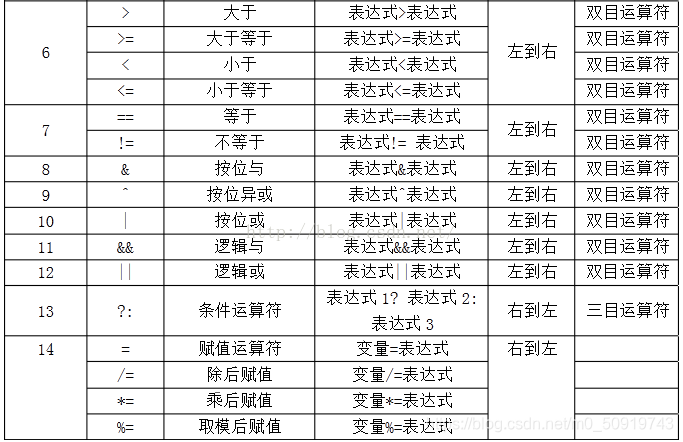 6 > 大于 表达式>表达式 左到右 双目运算符
>= 大于等于 表达式>=表达式 双目运算符
< 小于 表达式<表达式 双目运算符
<= 小于等于 表达式<=表达式 双目运算符
7 == 等于 表达式==表达式 左到右 双目运算符
!= 不等于 表达式!= 表达式 双目运算符
8 & 按位与 表达式&表达式 左到右 双目运算符
9 ^ 按位异或 表达式^表达式 左到右 双目运算符
10 | 按位或 表达式|表达式 左到右 双目运算符
http://blog.csdn.net/
11 && 逻辑与 表达式&&表达式 左到右 双目运算符
12 || 逻辑或 表达式||表达式 左到右 双目运算符
13 ?: 条件运算符 表达式1? 表达式2: 右到左 三目运算符
表达式3
14 = 赋值运算符 变量=表达式 右到左
/= 除后赋值 变量/=表达式
*= 乘后赋值 变量*=表达式
%= 取模后赋值 变量%=表达式
https://blog.csdn.net/m0_50919743